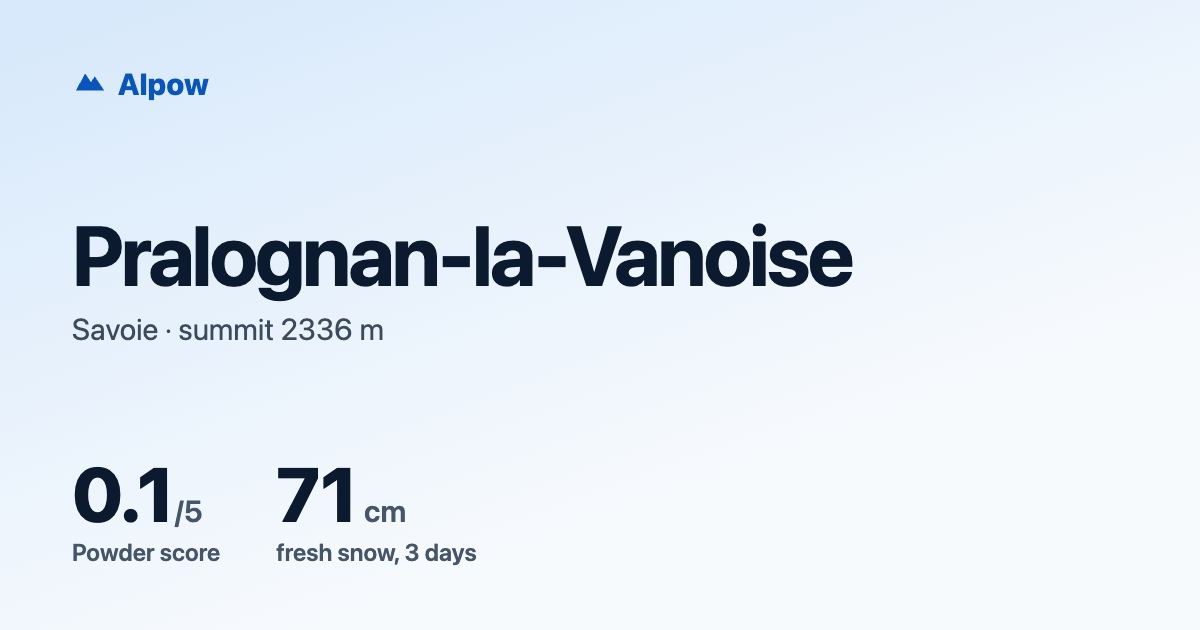 Alpow
Pralognan-la-Vanoise
Savoie · summit 2336 m
0.1/5 71 cm
Powder score fresh snow, 3 days